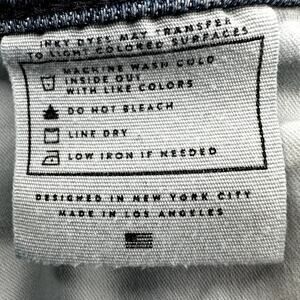 INKY DYES MAY TRANSFER
TO LIGHT COLORED SURFACES
MACHINE WASH COLD
INSIDE OUT
WITH LIKE COLORS
DO NOT BLEACH
LINE DRY
LOW IRON IF NEEDED
DESIGNED IN NEW YORK CITY
MADE IN LOS ANGELES